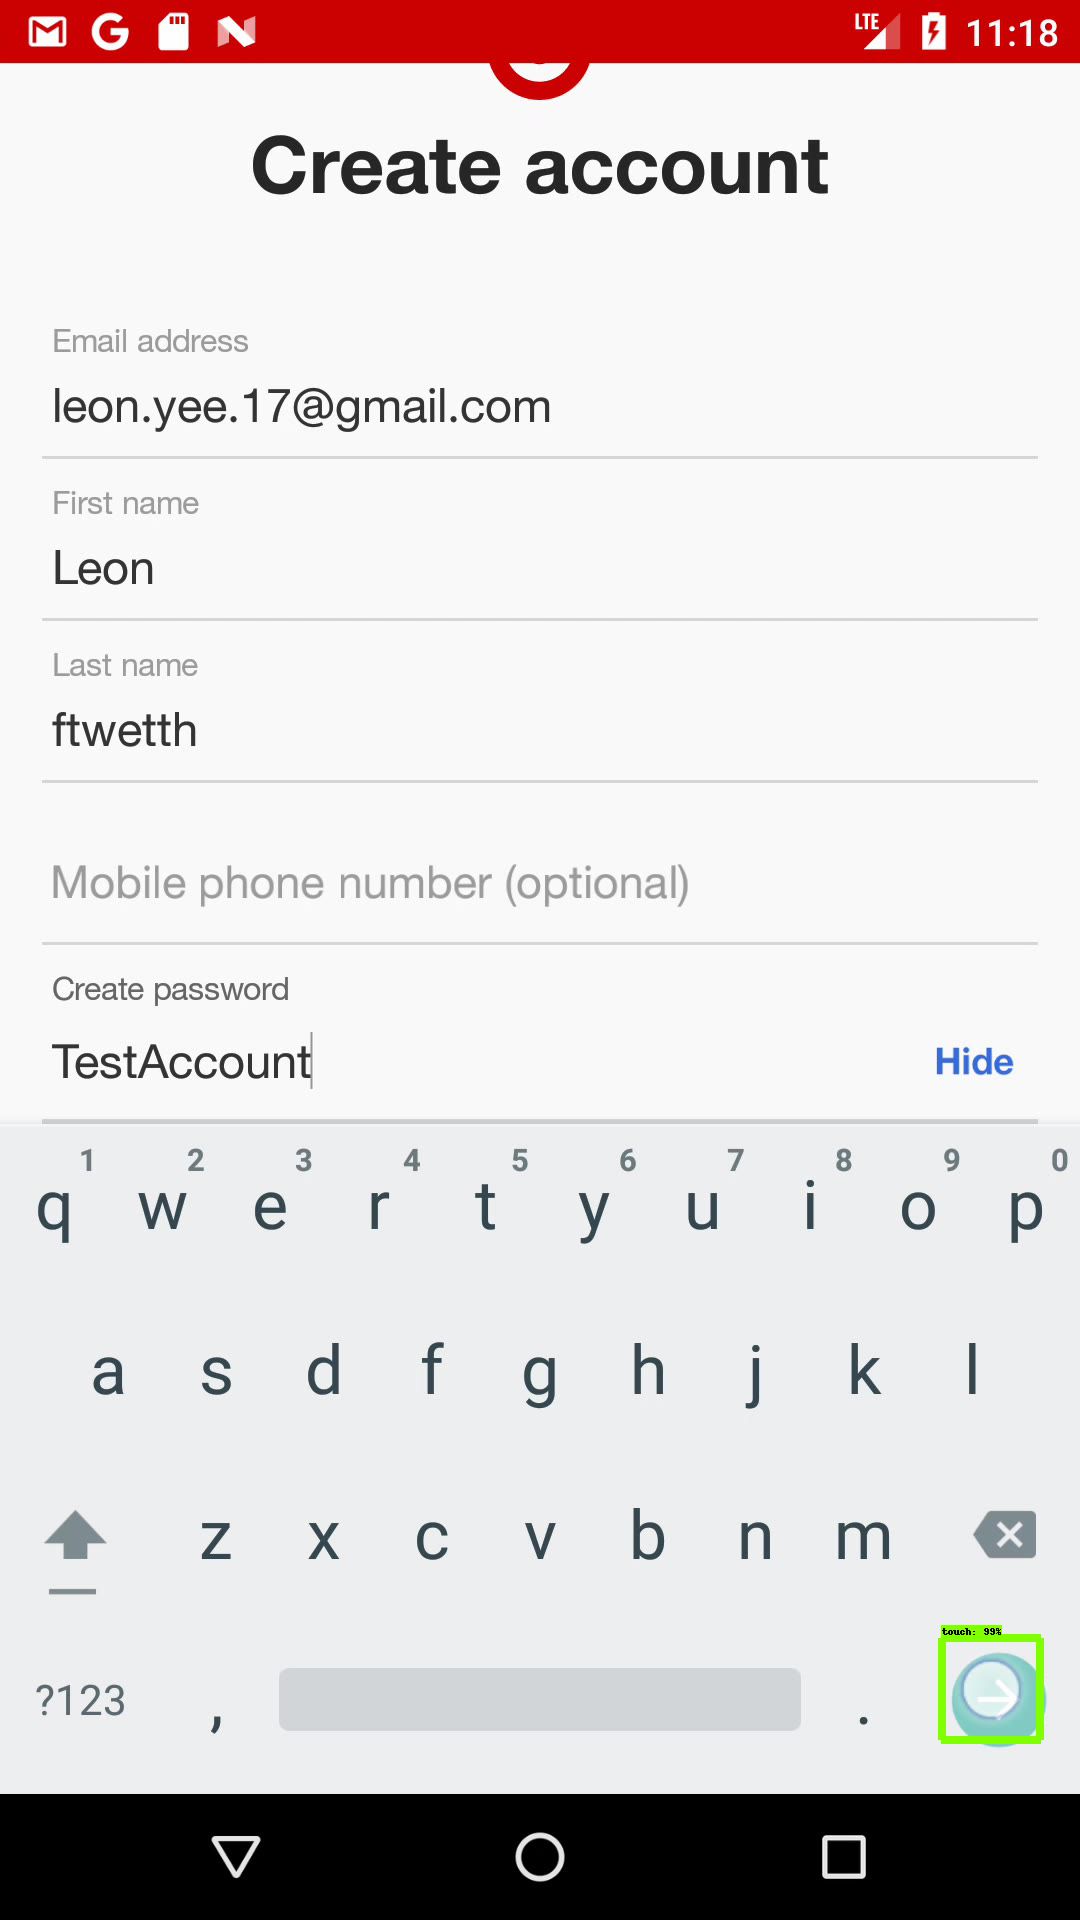 LTE 11:18
Create account
Email address
leon.yee.17@gmail.com
First name
Leon
Last name
ftwetth
Mobile phone number (optional)
Create password
TestAccount Hide
1 2 3 4 5 6 7 8 9 0
q w e r t y u i o p
a s d f g h j k l
z x c v b n m
touch: 99%
?123 , .